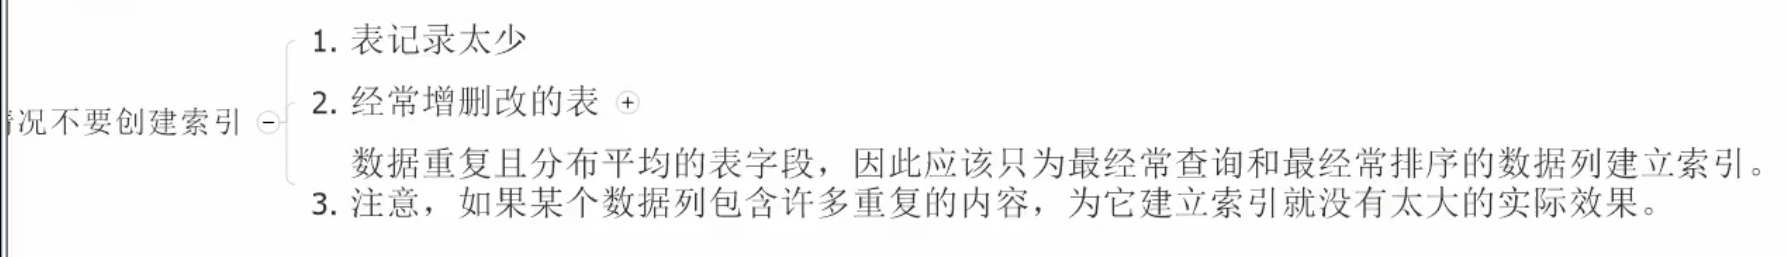 1. 表记录太少
2. 经常增删改的表
况不要创建索引
数据重复且分布平均的表字段，因此应该只为最经常查询和最经常排序的数据列建立索引。
3. 注意，如果某个数据列包含许多重复的内容，为它建立索引就没有太大的实际效果。